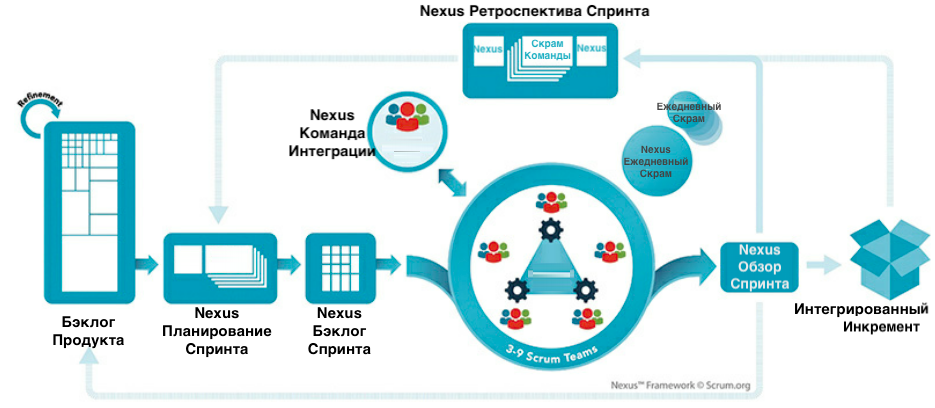 Nexus Ретроспектива Спринта
Nexus
Скрам
Команды
Nexus
Refinement
Nexus
Команда
Интеграции
Ежедневный
Скрам
Nexus
Ежедневный
Скрам
Nexus
Обзор
Спринта
Бэклог
Продукта
Nexus
Планирование
Спринта
Nexus
Бэклог
Спринта
3-9 Scrum Teams
Интегрированный
Инкремент
Nexus™ Framework © Scrum.org